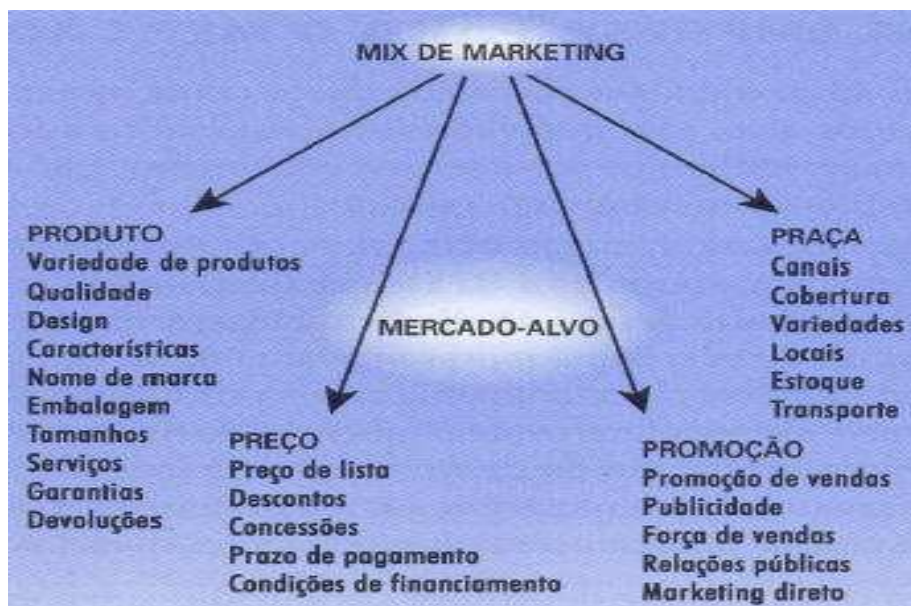 MIX DE MARKETING
PRODUTO
Variedade de produtos
Qualidade
Design
Características
Nome de marca
Embalagem
Tamanhos
Serviços
Garantias
Devoluções
MERCADO-ALVO
PREÇO
Preço de lista
Descontos
Concessões
Prazo de pagamento
Condições de financiamento
PROMOÇÃO
Promoção de vendas
Publicidade
Força de vendas
Relações públicas
Marketing direto
PRAÇA
Canais
Cobertura
Variedades
Locais
Estoque
Transporte